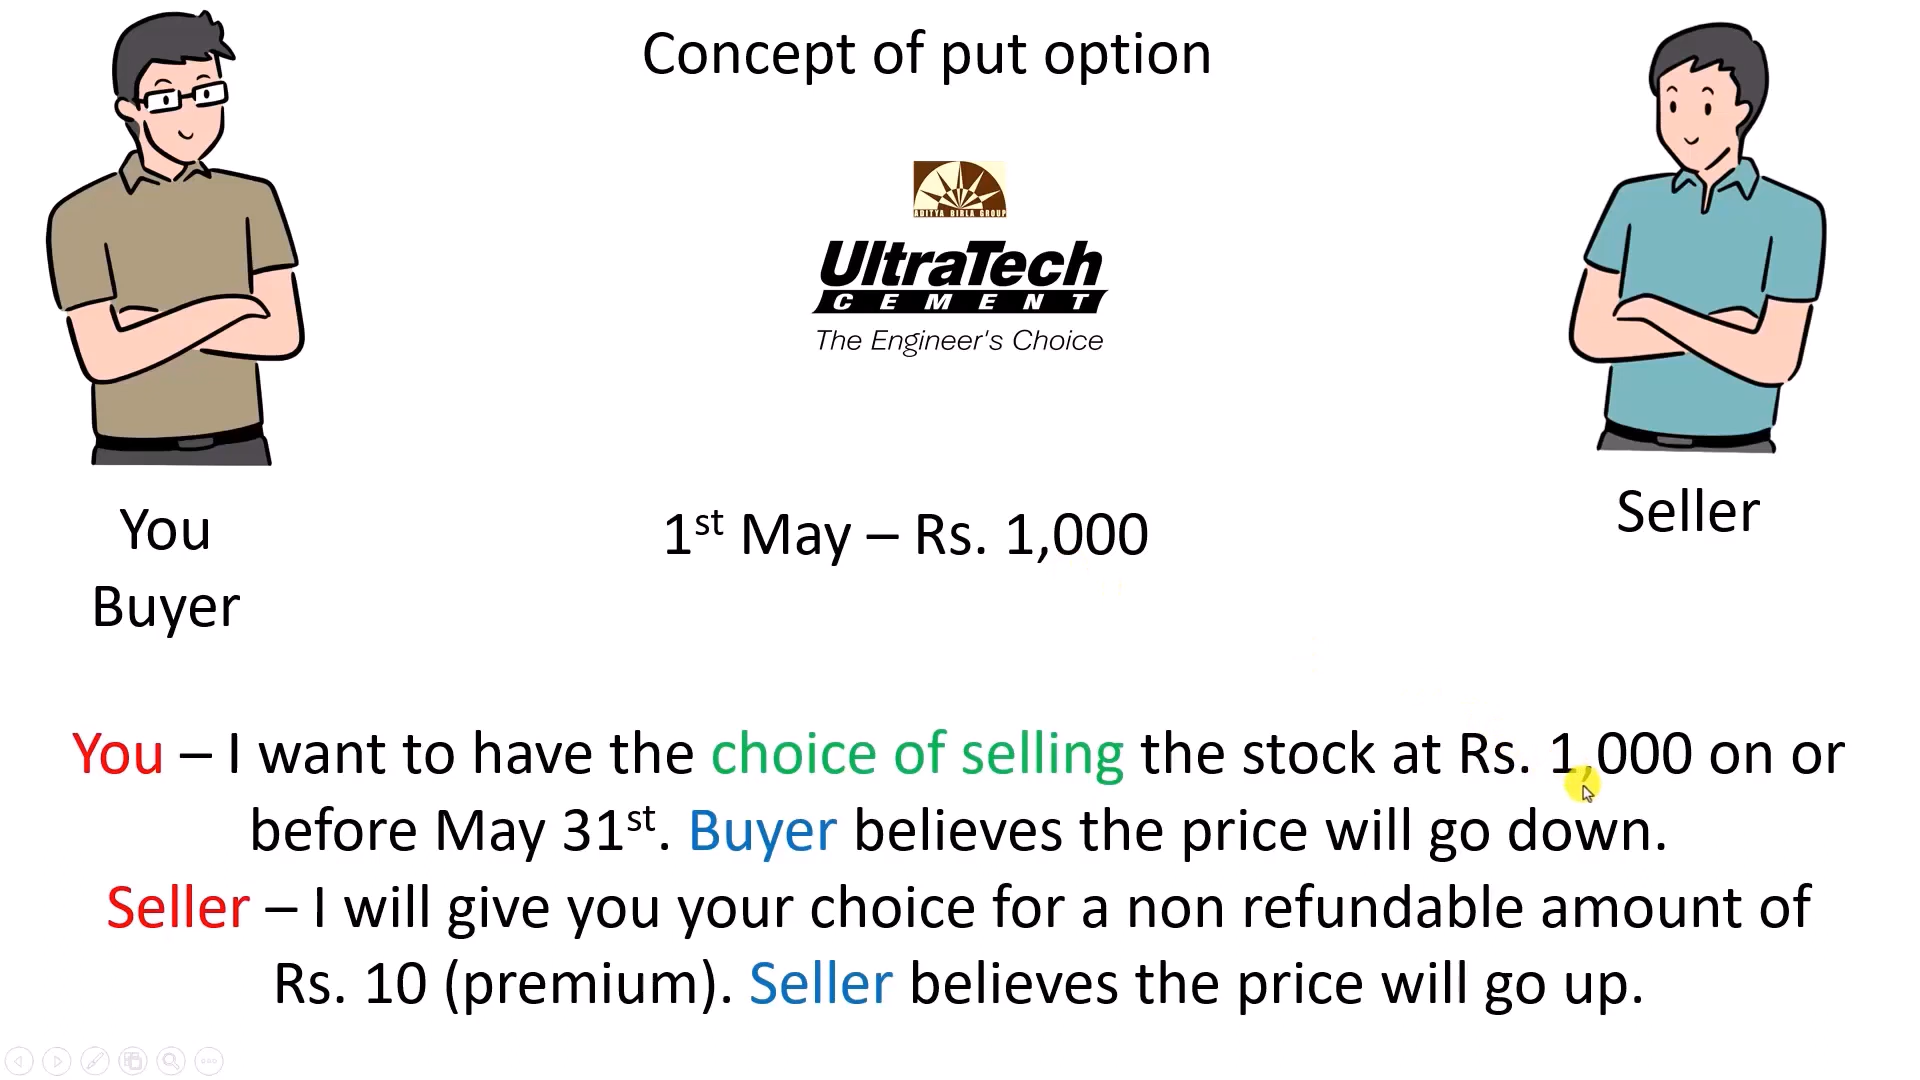 Concept of put option
ADITYA BIRLA GROUP
UltraTech
CEMENT
The Engineer's Choice
You
Buyer
1st May – Rs. 1,000
Seller
You – I want to have the choice of selling the stock at Rs. 1,000 on or
before May 31st. Buyer believes the price will go down.
Seller – I will give you your choice for a non refundable amount of
Rs. 10 (premium). Seller believes the price will go up.